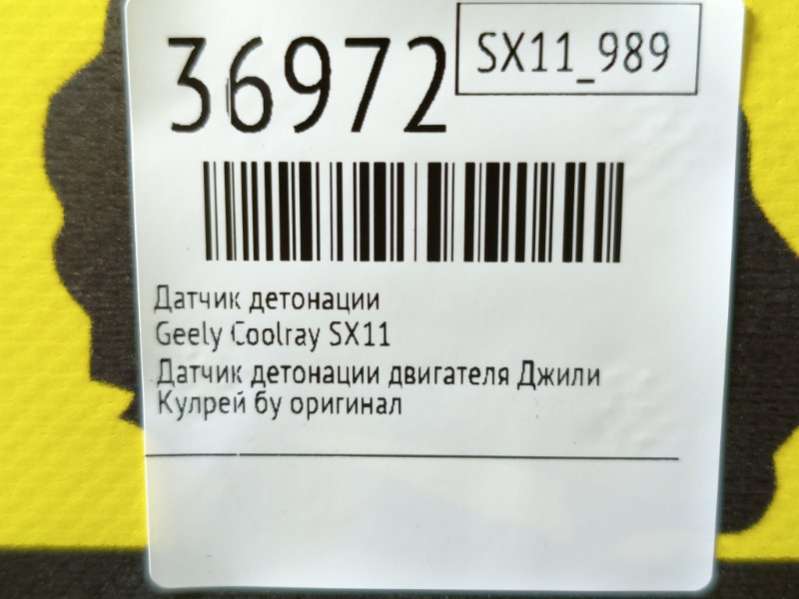 36972
SX11_989
Датчик детонации
Geely Coolray SX11
Датчик детонации двигателя Джили
Кулрей бу оригинал